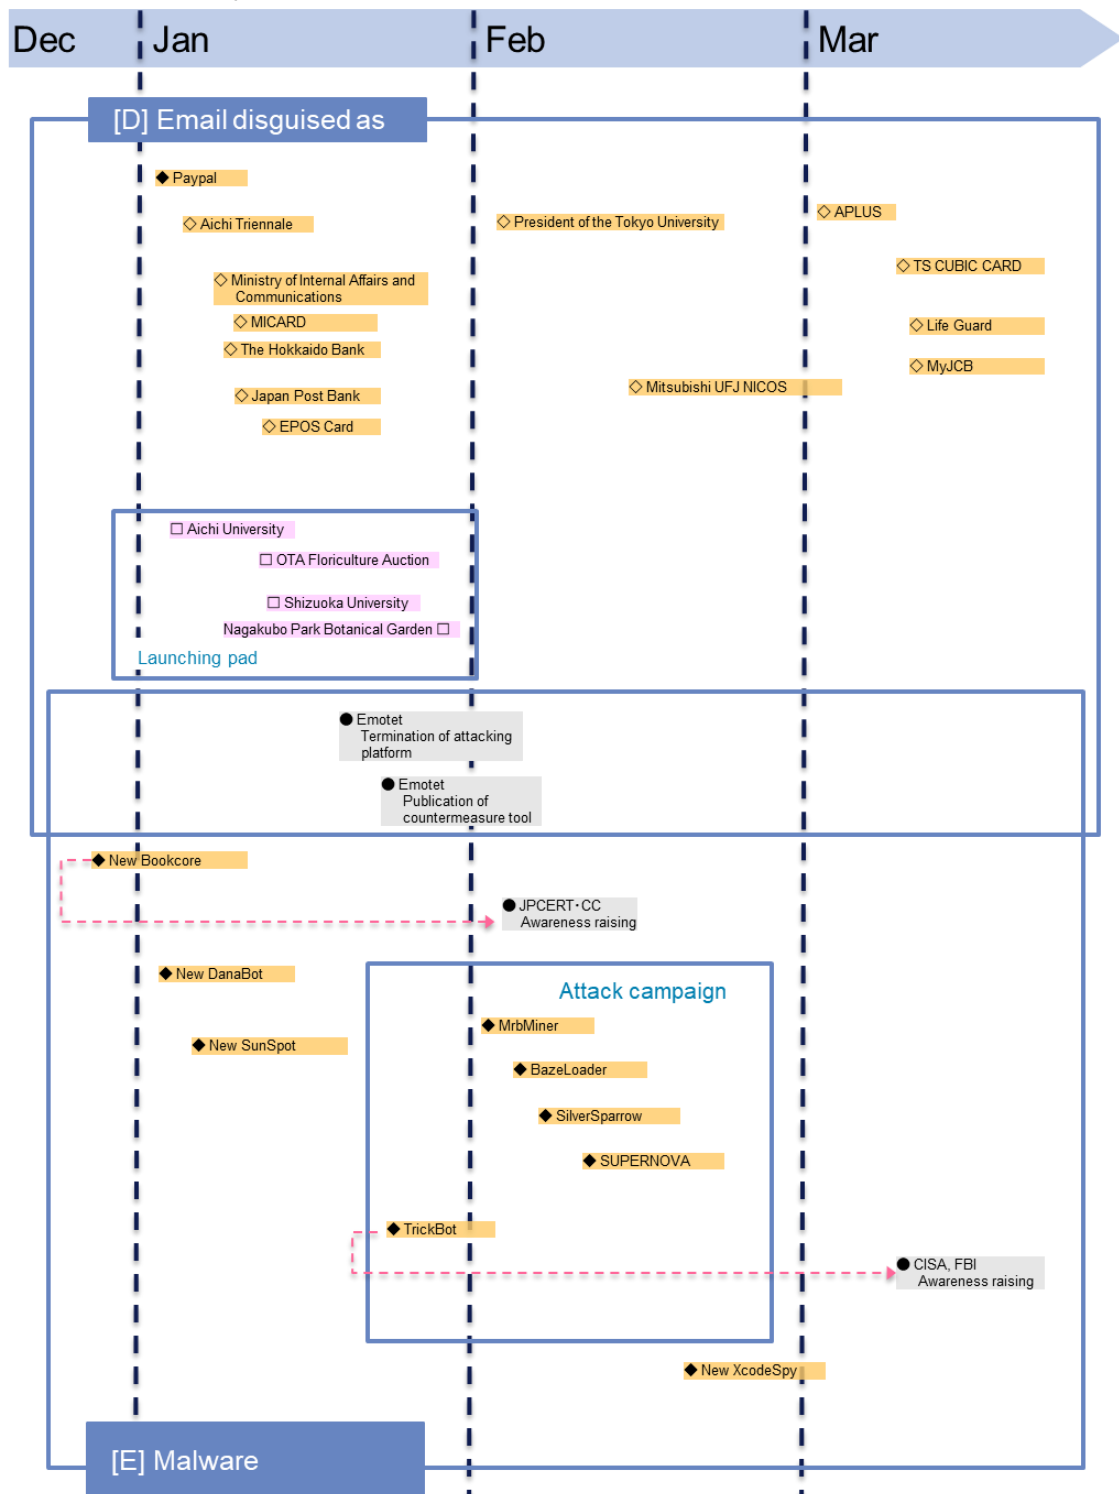 Dec
Jan
Feb
Mar
[D] Email disguised as
◆ Paypal
◇ Aichi Triennale
◇ President of the Tokyo University
◇ APLUS
◇ TS CUBIC CARD
◇ Ministry of Internal Affairs and
Communications
◇ MICARD
◇ Life Guard
◇ The Hokkaido Bank
◇ MyJCB
◇ Japan Post Bank
◇ Mitsubishi UFJ NICOS
◇ EPOS Card
□ Aichi University
□ OTA Floriculture Auction
□ Shizuoka University
Nagakubo Park Botanical Garden □
Launching pad
● Emotet
Termination of attacking
platform
● Emotet
Publication of
countermeasure tool
◆ New Bookcore
● JPCERT・CC
Awareness raising
◆ New DanaBot
Attack campaign
◆ MrbMiner
◆ New SunSpot
◆ BazeLoader
◆ SilverSparrow
◆ SUPERNOVA
◆ TrickBot
● CISA, FBI
Awareness raising
◆ New XcodeSpy
[E] Malware